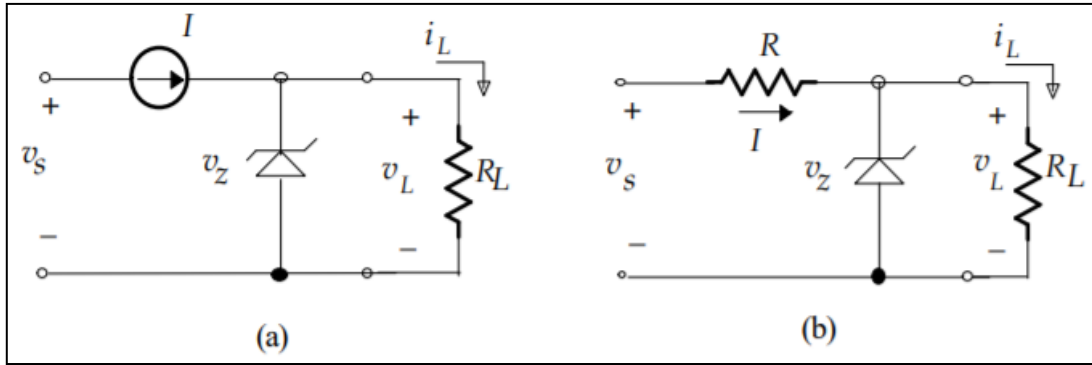 I
i_L
+
v_s
v_z
+
v_L
R_L
−
−
(a)
R
i_L
+
I
v_s
v_z
+
v_L
R_L
−
−
(b)